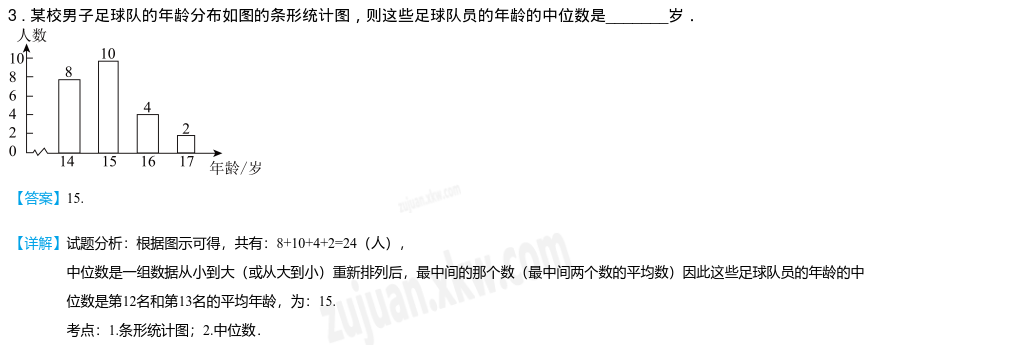 3．某校男子足球队的年龄分布如图的条形统计图，则这些足球队员的年龄的中位数是________岁．
人数
10
8
6
4
2
0
8
10
4
2
14
15
16
17
年龄/岁
【答案】15.
【详解】试题分析：根据图示可得，共有：8+10+4+2=24（人），
中位数是一组数据从小到大（或从大到小）重新排列后，最中间的那个数（最中间两个数的平均数）因此这些足球队员的年龄的中
位数是第12名和第13名的平均年龄，为：15.
考点：1.条形统计图；2.中位数．
zujuan.xkw.com
zujuan.xkw.com